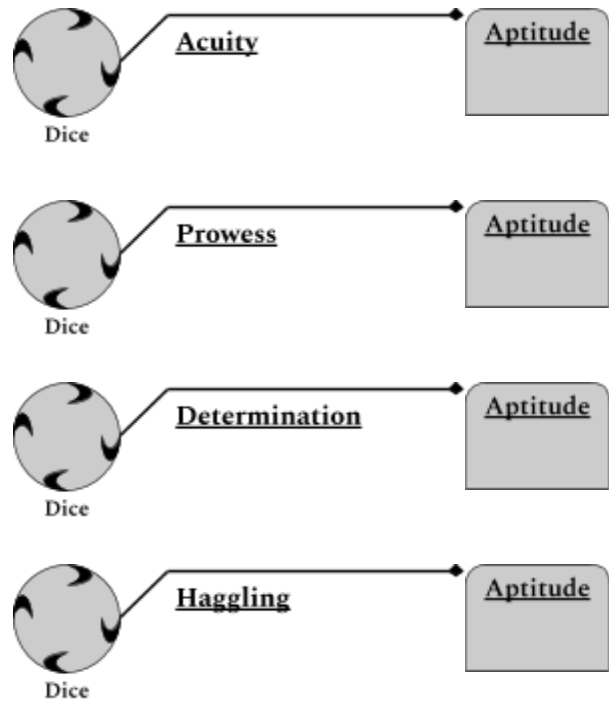 Acuity
Aptitude
Dice
Prowess
Aptitude
Dice
Determination
Aptitude
Dice
Haggling
Aptitude
Dice